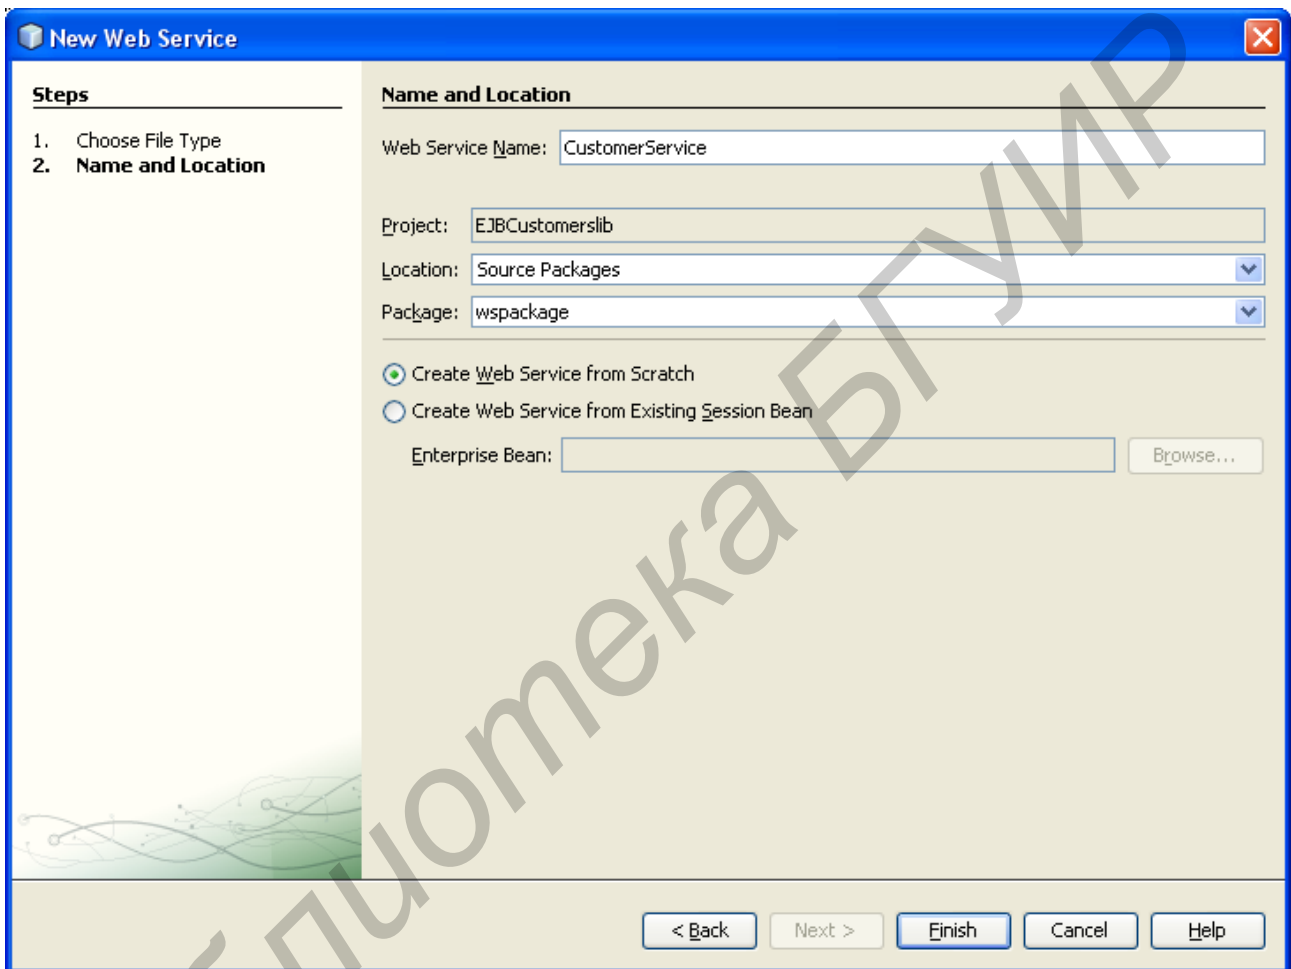 New Web Service
Steps
1. Choose File Type
2. Name and Location
Name and Location
Web Service Name: CustomerService
Project: EJBCustomerslib
Location: Source Packages
Package: wspackage
Create Web Service from Scratch
Create Web Service from Existing Session Bean
Enterprise Bean: Browse...
< Back Next > Finish Cancel Help
блиотека БГУИР